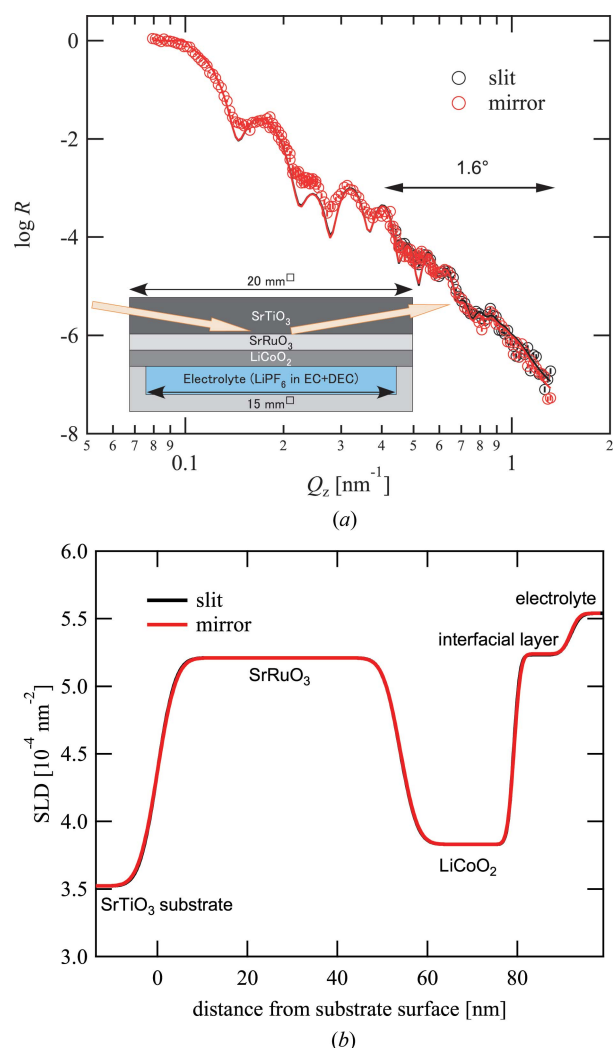 0
-2
-4
-6
-8
log R
slit
mirror
1.6°
20 mm□
SrTiO₃
SrRuO₃
LiCoO₂
Electrolyte (LiPF₆ in EC+DEC)
15 mm□
5 6 7 8 9 0.1 2 3 4 5 6 7 8 9 1 2
Q_z [nm⁻¹]
(a)
6.0
5.5
5.0
4.5
4.0
3.5
3.0
SLD [10⁻⁴ nm⁻²]
slit
mirror
electrolyte
interfacial layer
SrRuO₃
LiCoO₂
SrTiO₃ substrate
0 20 40 60 80
distance from substrate surface [nm]
(b)